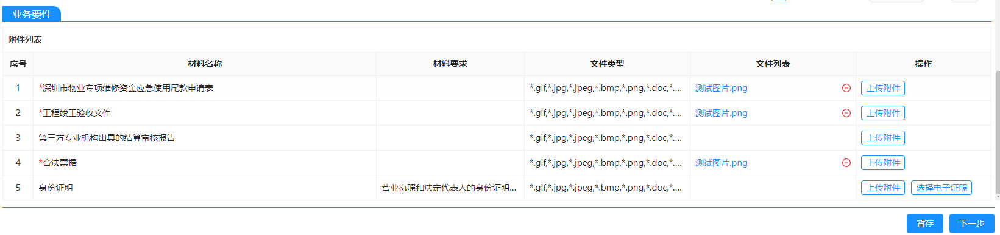 业务要件
附件列表
序号 材料名称 材料要求 文件类型 文件列表 操作
1 *深圳市物业专项维修资金应急使用尾款申请表 *.gif,*.jpg,*.jpeg,*.bmp,*.png,*.doc,*.... 测试图片.png 上传附件
2 *工程竣工验收文件 *.gif,*.jpg,*.jpeg,*.bmp,*.png,*.doc,*.... 测试图片.png 上传附件
3 第三方专业机构出具的结算审核报告 *.gif,*.jpg,*.jpeg,*.bmp,*.png,*.doc,*.... 上传附件
4 *合法票据 *.gif,*.jpg,*.jpeg,*.bmp,*.png,*.doc,*.... 测试图片.png 上传附件
5 身份证明 营业执照和法定代表人的身份证明... *.gif,*.jpg,*.jpeg,*.bmp,*.png,*.doc,*.... 上传附件 选择电子证照
暂存 下一步